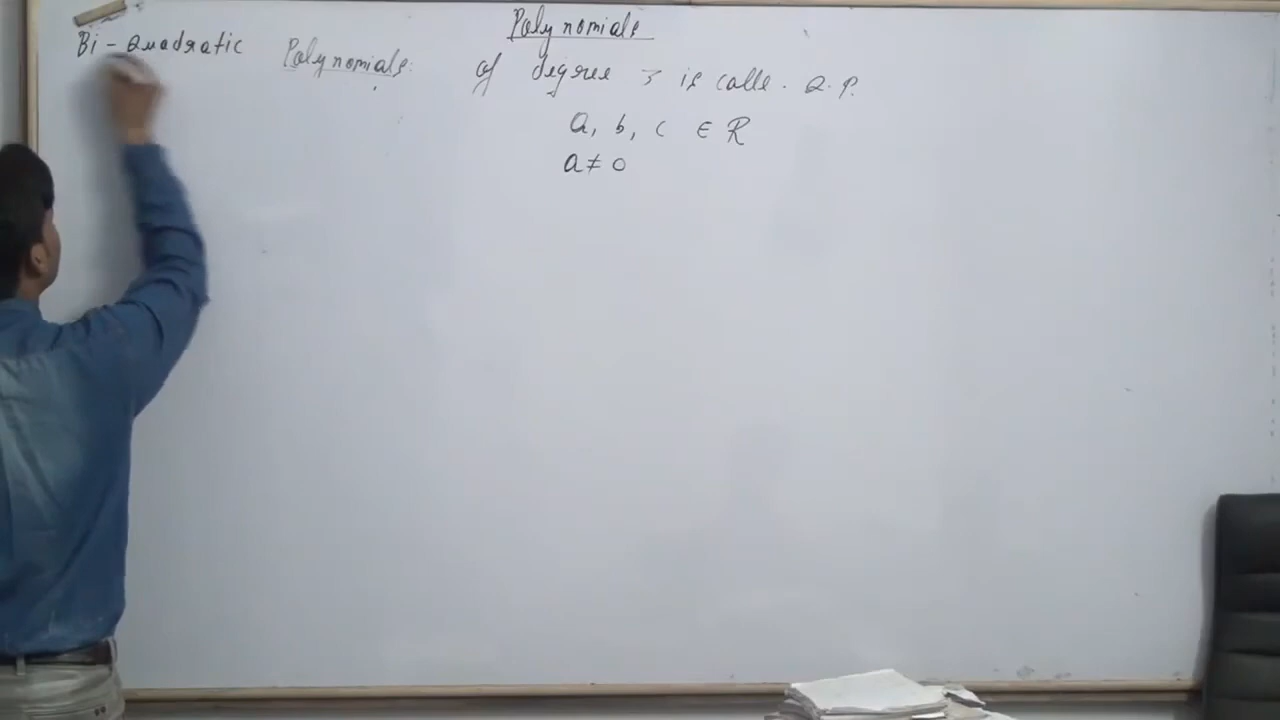 Polynomials
Bi-Quadratic Polynomials: of degree 3 is calle. Q.P.
a, b, c ∈ R
a ≠ 0